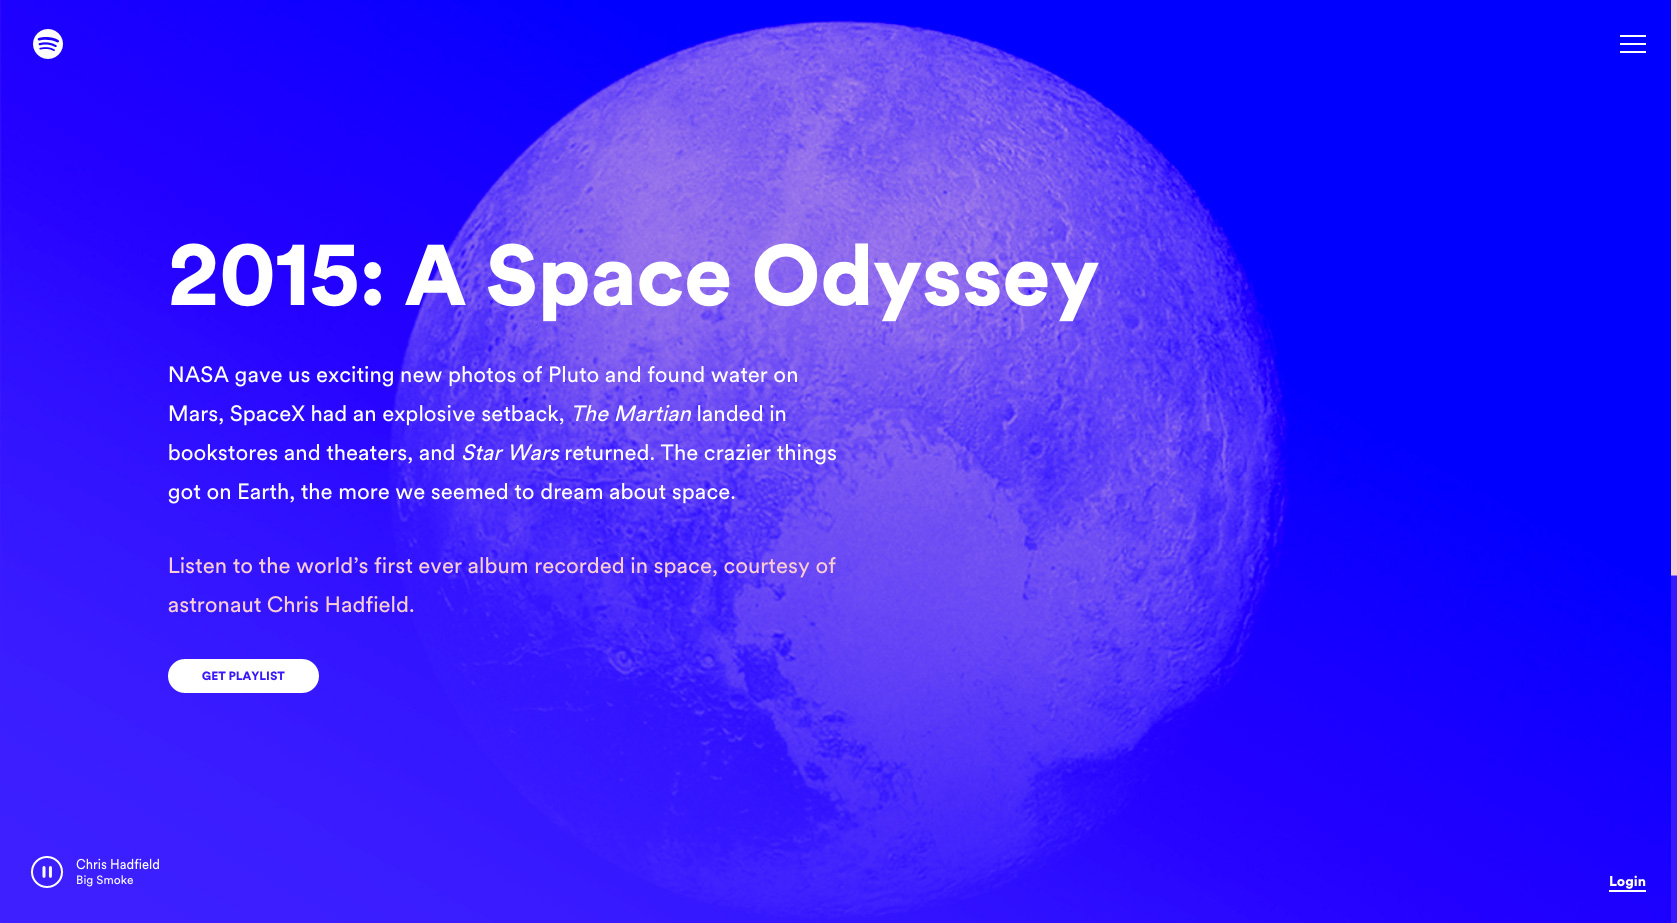 2015: A Space Odyssey
NASA gave us exciting new photos of Pluto and found water on
Mars, SpaceX had an explosive setback, The Martian landed in
bookstores and theaters, and Star Wars returned. The crazier things
got on Earth, the more we seemed to dream about space.
Listen to the world’s first ever album recorded in space, courtesy of
astronaut Chris Hadfield.
GET PLAYLIST
Chris Hadfield
Big Smoke
Login